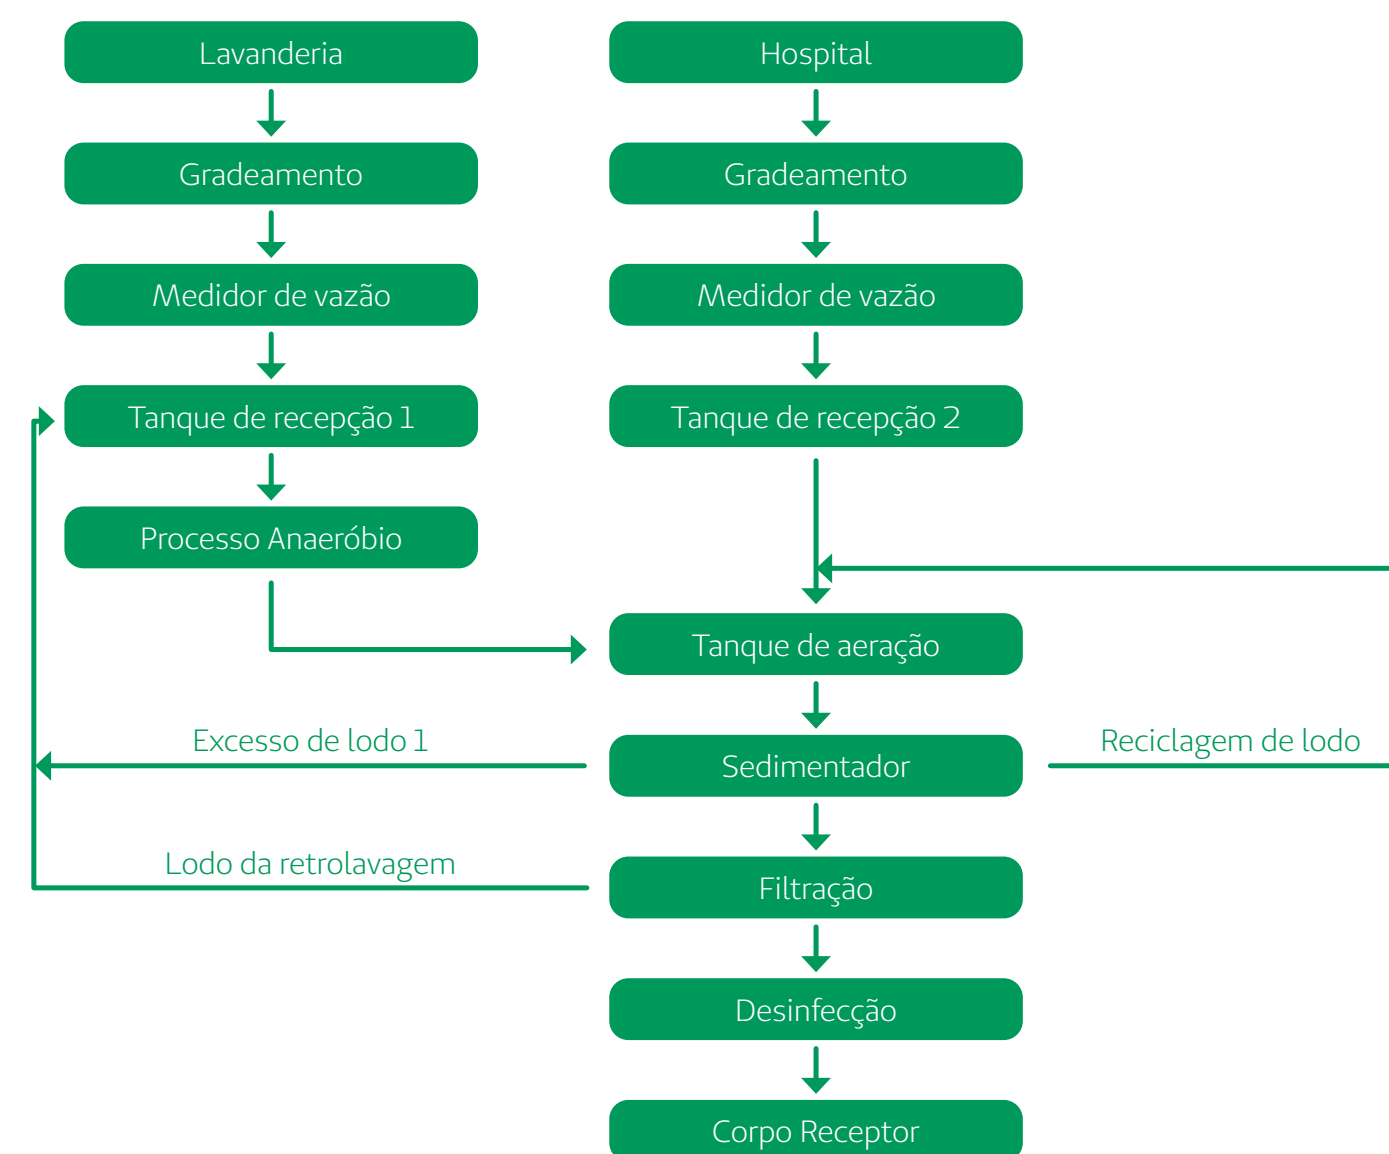 Lavanderia
Hospital
Gradeamento
Gradeamento
Medidor de vazão
Medidor de vazão
Tanque de recepção 1
Tanque de recepção 2
Processo Anaeróbio
Tanque de aeração
Excesso de lodo 1
Sedimentador
Reciclagem de lodo
Lodo da retrolavagem
Filtração
Desinfecção
Corpo Receptor